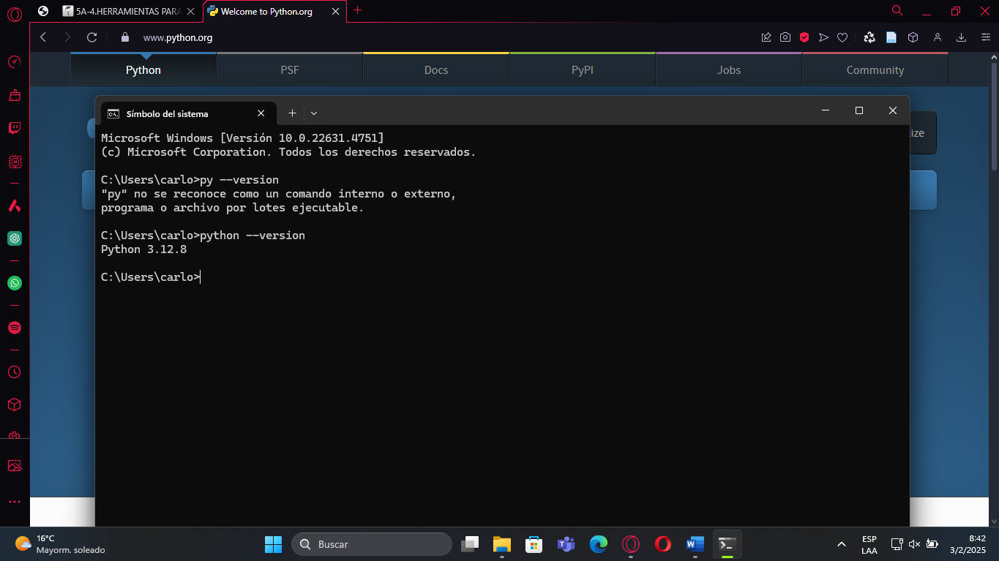 5A-4.HERRAMIENTAS PARA
Welcome to Python.org
www.python.org
Python
PSF
Docs
PyPI
Jobs
Community
Símbolo del sistema
ize
Microsoft Windows [Versión 10.0.22631.4751]
(c) Microsoft Corporation. Todos los derechos reservados.
C:\Users\carlo>py --version
"py" no se reconoce como un comando interno o externo,
programa o archivo por lotes ejecutable.
C:\Users\carlo>python --version
Python 3.12.8
C:\Users\carlo>
16°C
Mayorm. soleado
Buscar
ESP
LAA
8:42
3/2/2025